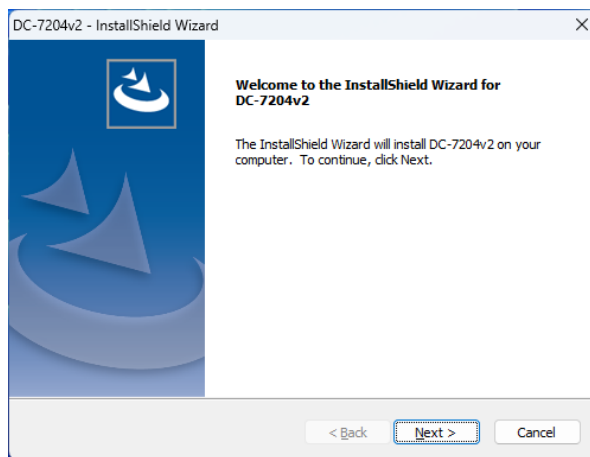 DC-7204v2 - InstallShield Wizard
Welcome to the InstallShield Wizard for
DC-7204v2
The InstallShield Wizard will install DC-7204v2 on your
computer. To continue, click Next.
< Back Next > Cancel